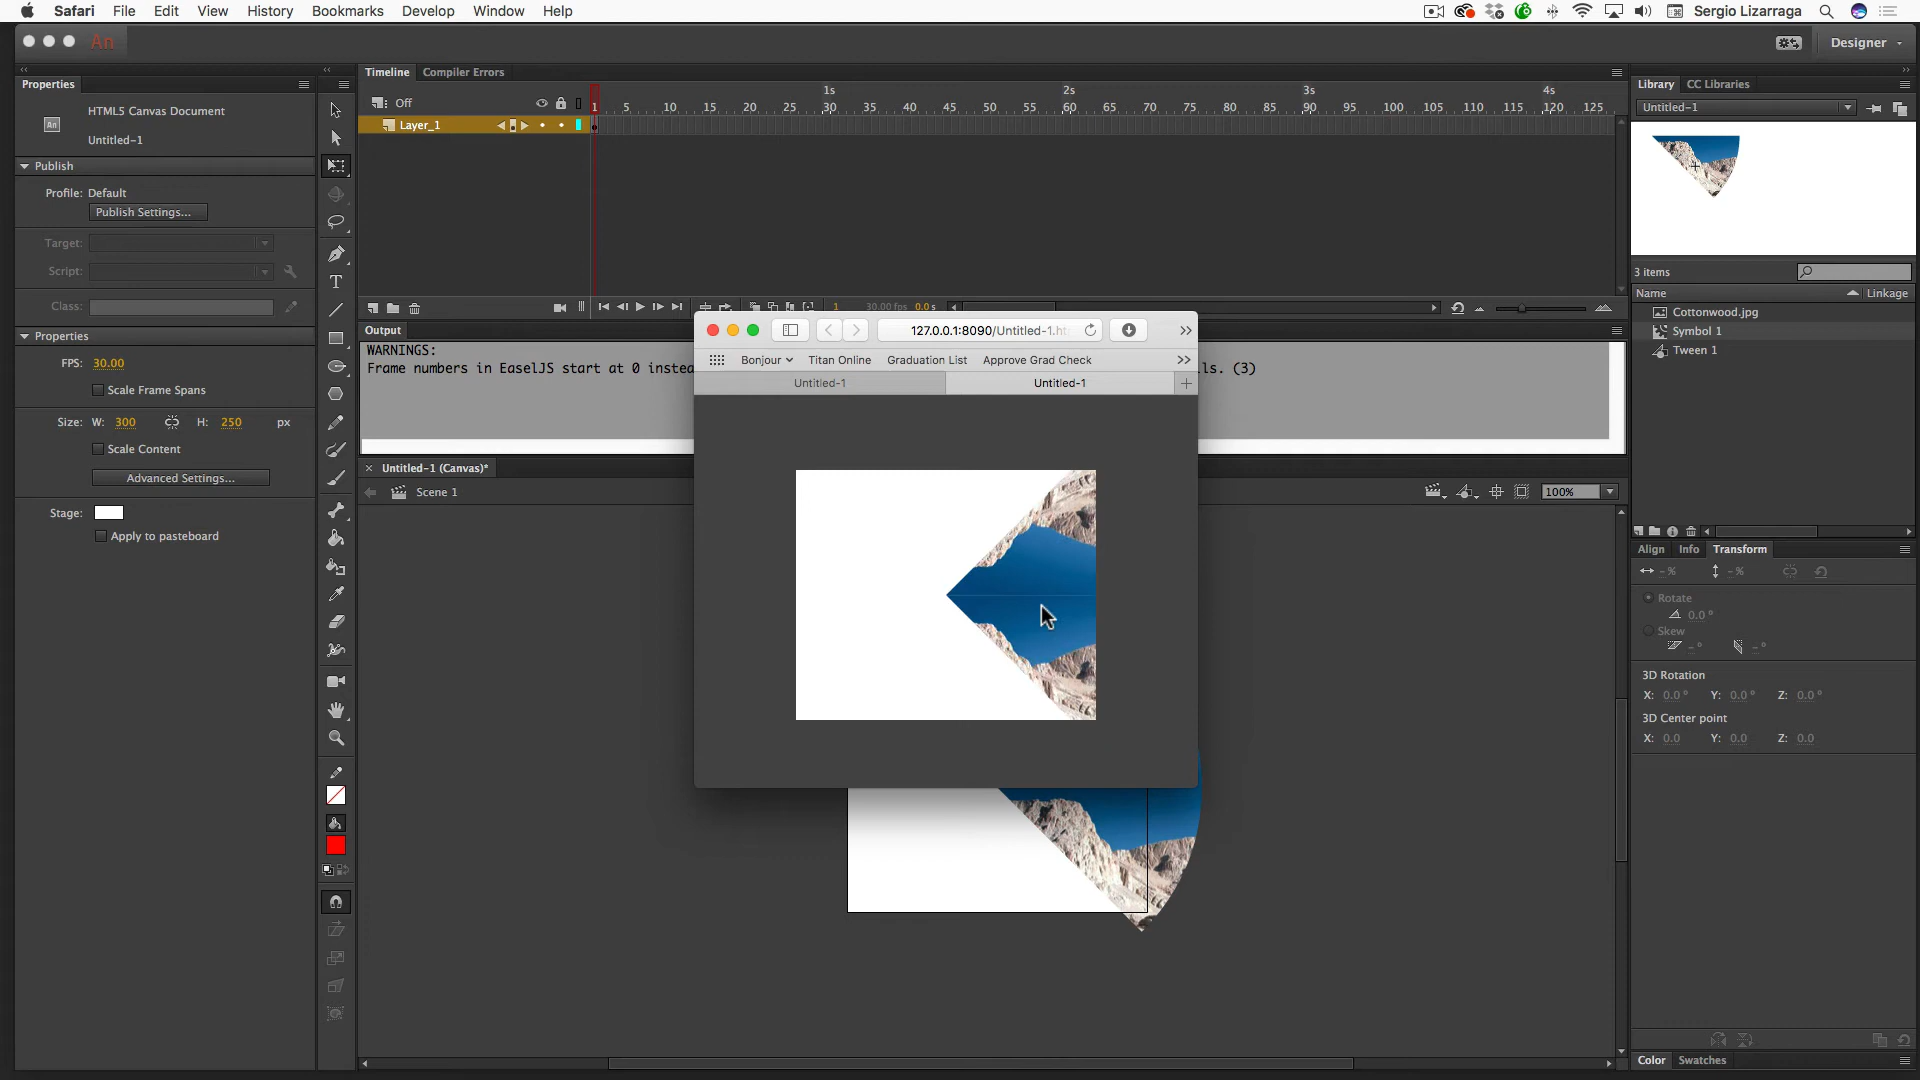 Safari File Edit View History Bookmarks Develop Window Help Sergio Lizarraga
An Designer
Properties
HTML5 Canvas Document
An
Untitled-1
Publish
Profile: Default
Publish Settings...
Target:
Script:
Class:
Properties
FPS: 30.00
Scale Frame Spans
Size: W: 300 H: 250 px
Scale Content
Advanced Settings...
Stage:
Apply to pasteboard
Timeline Compiler Errors
1s 2s 3s 4s
Off 1 5 10 15 20 25 30 35 40 45 50 55 60 65 70 75 80 85 90 95 100 105 110 115 120 125
Layer_1
1 30.00 fps 0.0 s
Output
WARNINGS:
Frame numbers in EaselJS start at 0 instea
ls. (3)
Untitled-1 (Canvas)*
Scene 1
100%
127.0.0.1:8090/Untitled-1.ht
Bonjour Titan Online Graduation List Approve Grad Check
Untitled-1 Untitled-1
Library CC Libraries
Untitled-1
3 items
Name Linkage
Cottonwood.jpg
Symbol 1
Tween 1
Align Info Transform
- % - %
Rotate
0.0 °
Skew
- ° - °
3D Rotation
X: 0.0 ° Y: 0.0 ° Z: 0.0 °
3D Center point
X: 0.0 Y: 0.0 Z: 0.0
Color Swatches